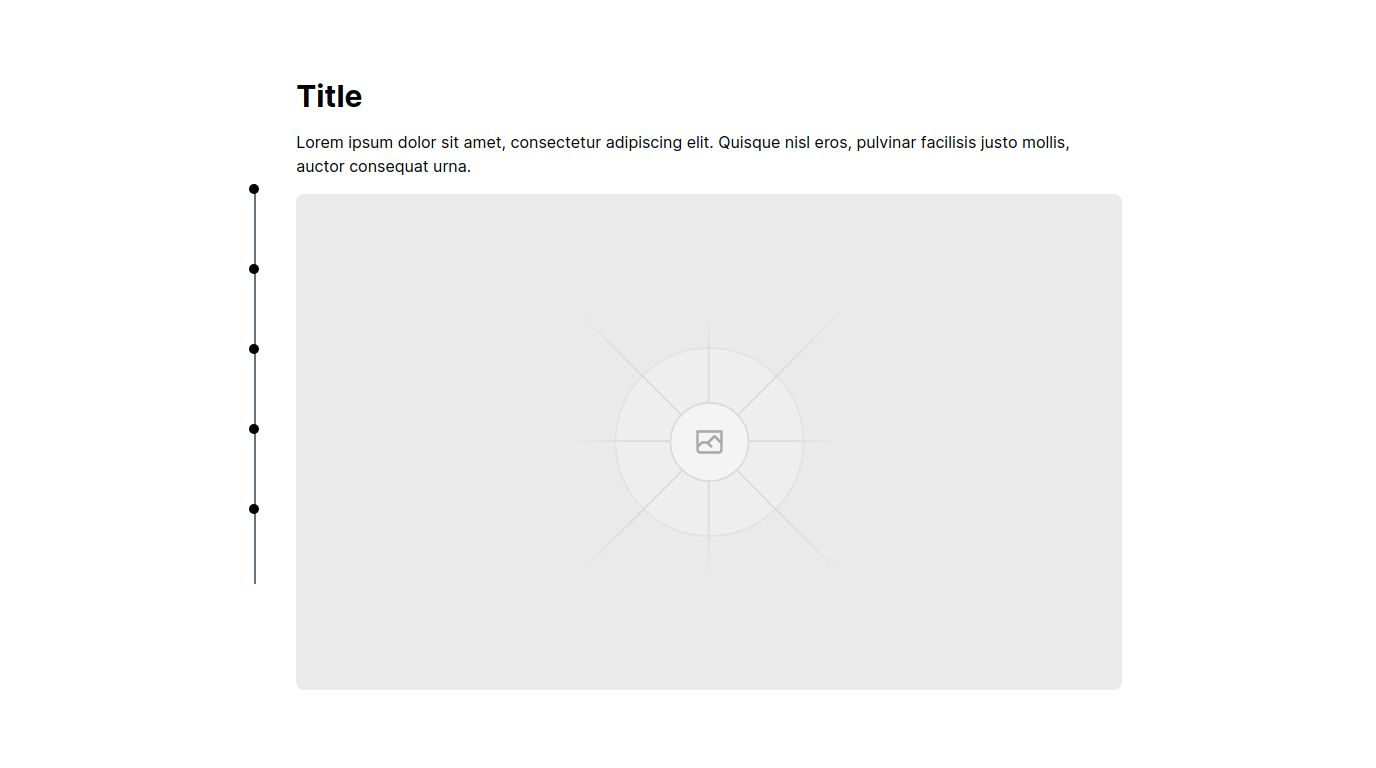 Title
Lorem ipsum dolor sit amet, consectetur adipiscing elit. Quisque nisl eros, pulvinar facilisis justo mollis,
auctor consequat urna.